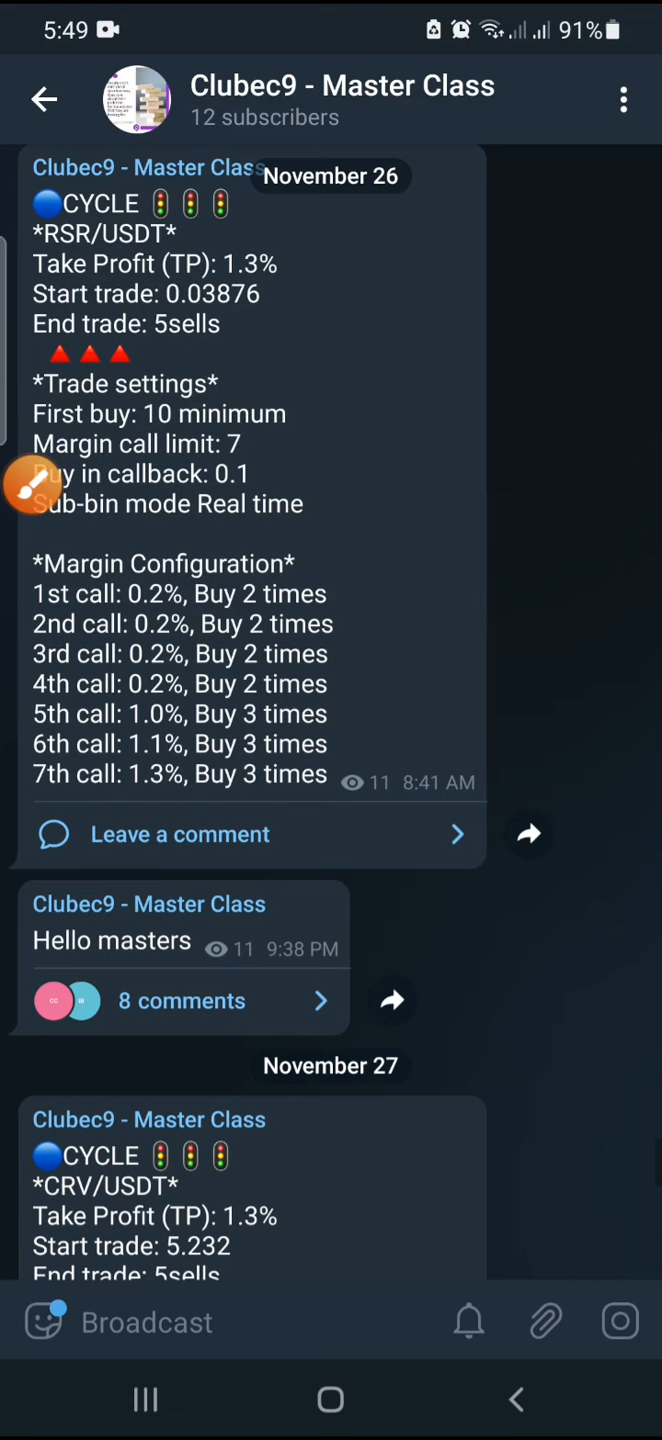 5:49
91%
Clubec9 - Master Class
12 subscribers
November 26
Clubec9 - Master Class
🔵CYCLE 🚦🚦🚦
*RSR/USDT*
Take Profit (TP): 1.3%
Start trade: 0.03876
End trade: 5sells
🔺🔺🔺
*Trade settings*
First buy: 10 minimum
Margin call limit: 7
Buy in callback: 0.1
Sub-bin mode Real time
*Margin Configuration*
1st call: 0.2%, Buy 2 times
2nd call: 0.2%, Buy 2 times
3rd call: 0.2%, Buy 2 times
4th call: 0.2%, Buy 2 times
5th call: 1.0%, Buy 3 times
6th call: 1.1%, Buy 3 times
7th call: 1.3%, Buy 3 times
11 8:41 AM
Leave a comment
Clubec9 - Master Class
Hello masters 11 9:38 PM
CC
8 comments
November 27
Clubec9 - Master Class
🔵CYCLE 🚦🚦🚦
*CRV/USDT*
Take Profit (TP): 1.3%
Start trade: 5.232
End trade: 5sells
Broadcast